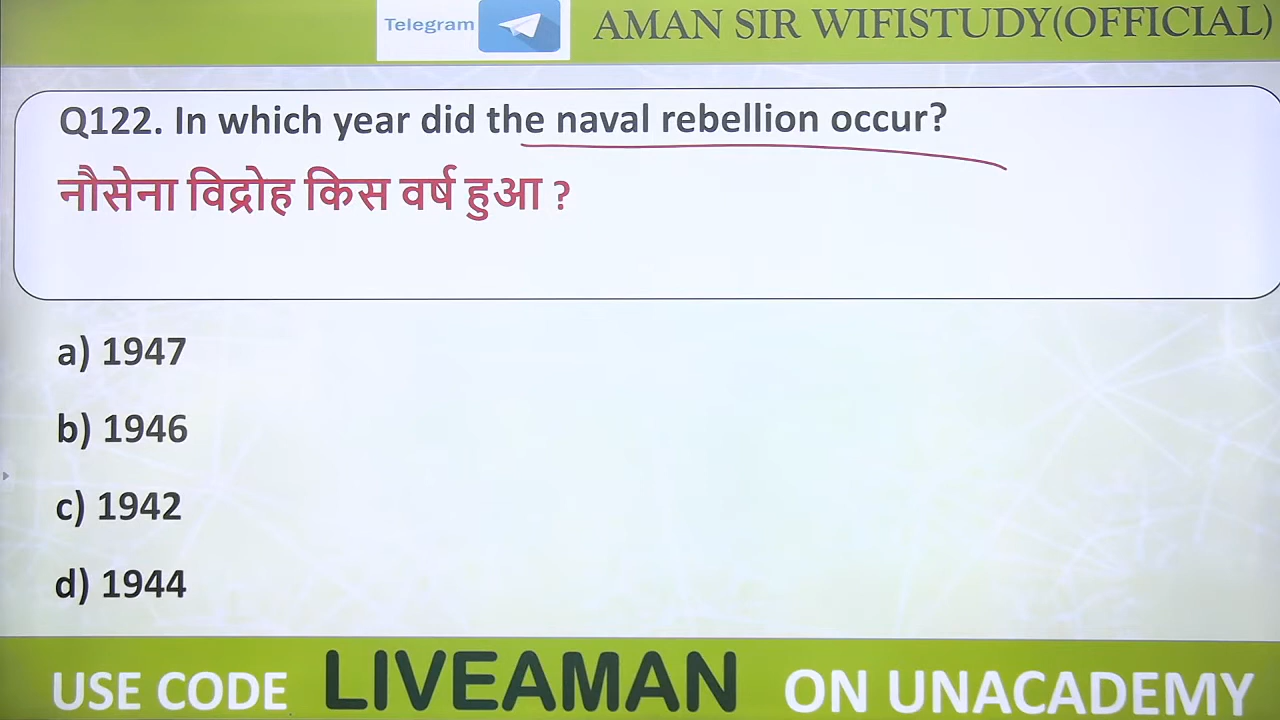 Telegram
AMAN SIR WIFISTUDY(OFFICIAL)
Q122. In which year did the naval rebellion occur?
नौसेना विद्रोह किस वर्ष हुआ ?
a) 1947
b) 1946
c) 1942
d) 1944
USE CODE LIVEAMAN ON UNACADEMY